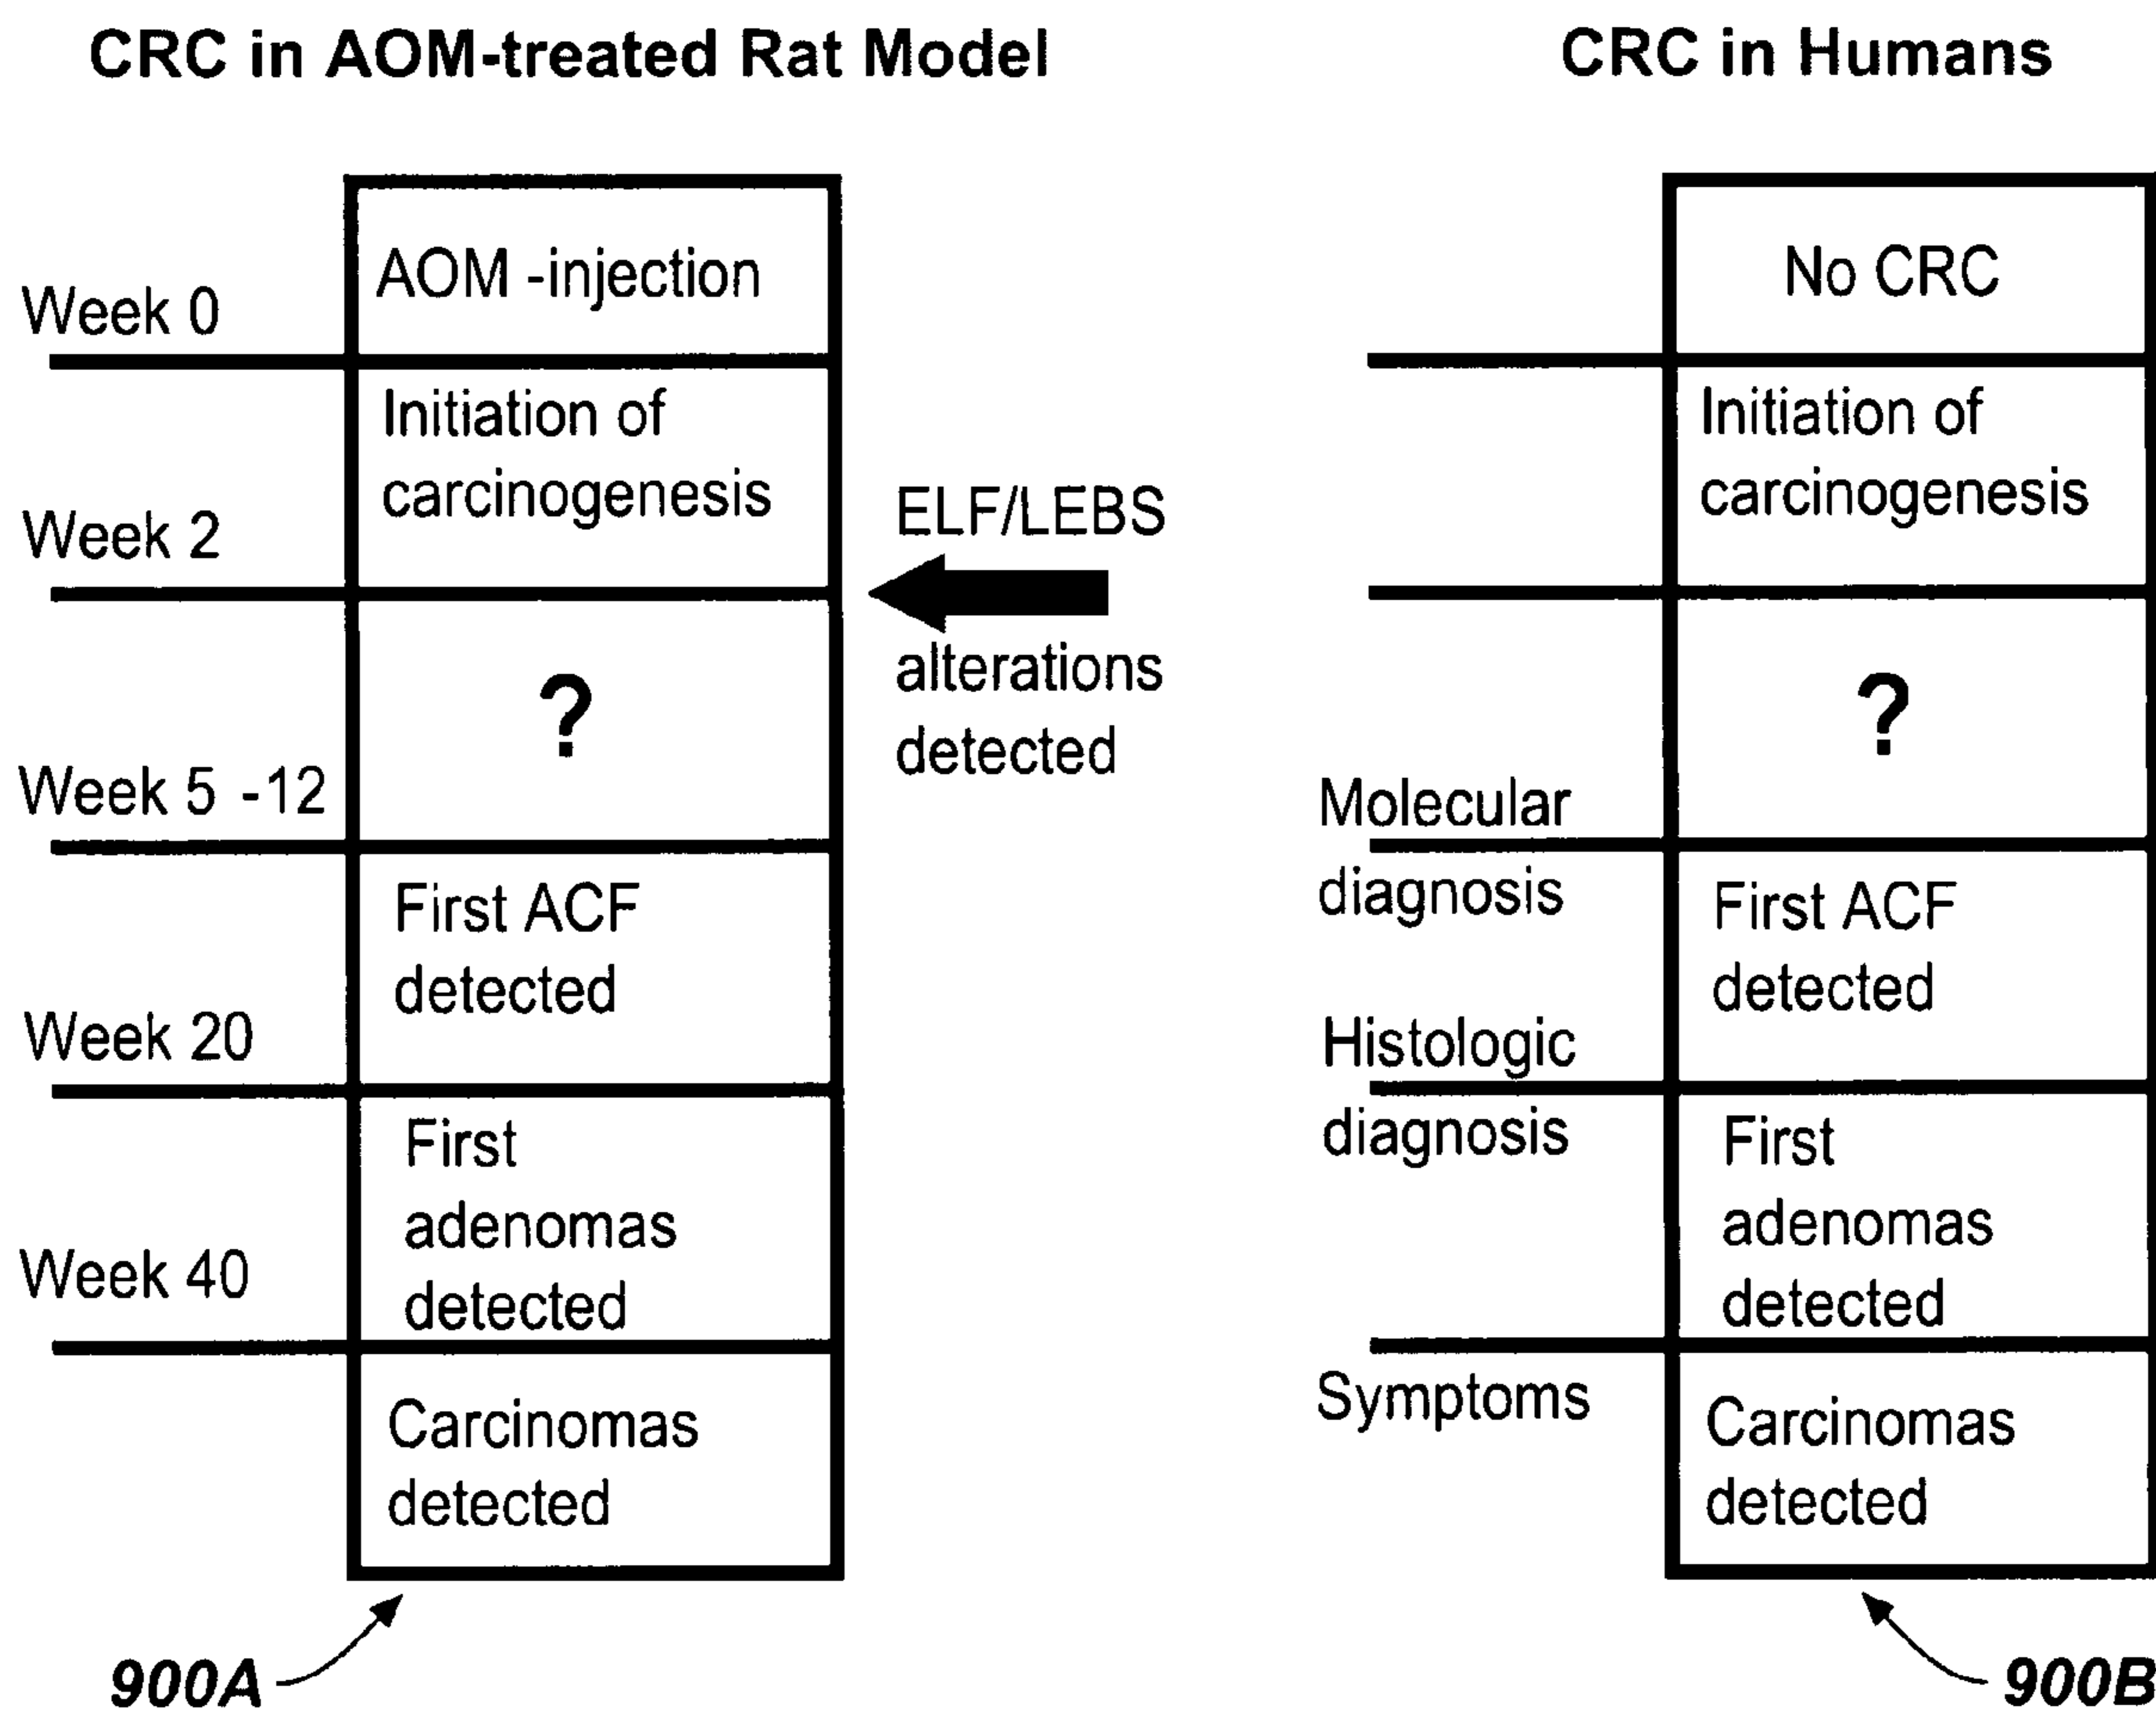 CRC in AOM-treated Rat Model
Week 0
AOM -injection
Week 2
Initiation of
carcinogenesis
ELF/LEBS
alterations
detected
Week 5 -12
?
Week 20
First ACF
detected
Week 40
First
adenomas
detected
Carcinomas
detected
900A
CRC in Humans
No CRC
Initiation of
carcinogenesis
?
Molecular
diagnosis
First ACF
detected
Histologic
diagnosis
First
adenomas
detected
Symptoms
Carcinomas
detected
900B